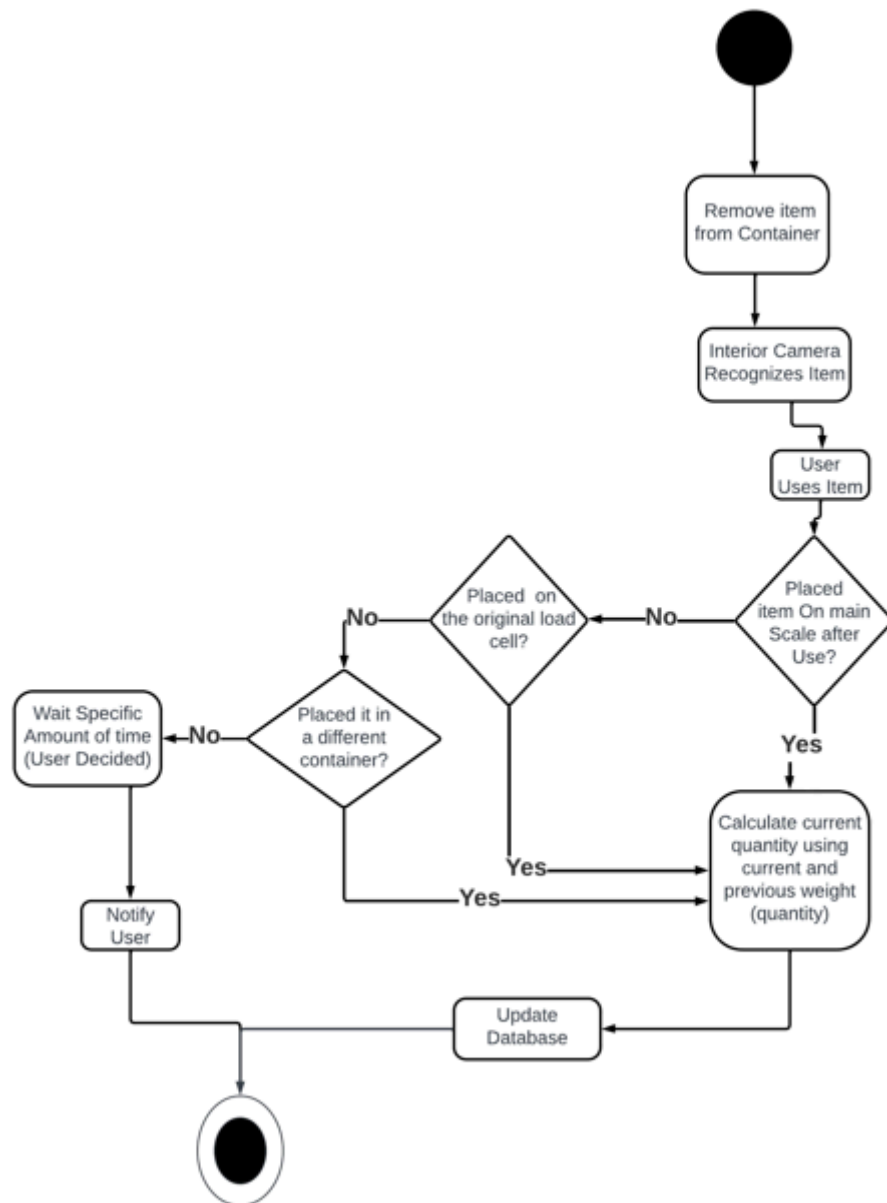 Remove item
from Container
Interior Camera
Recognizes Item
User
Uses Item
Placed
item On main
Scale after
Use?
No
Placed on
the original load
cell?
No
Placed it in
a different
container?
No
Wait Specific
Amount of time
(User Decided)
Yes
Calculate current
quantity using
current and
previous weight
(quantity)
Yes
Yes
Notify
User
Update
Database